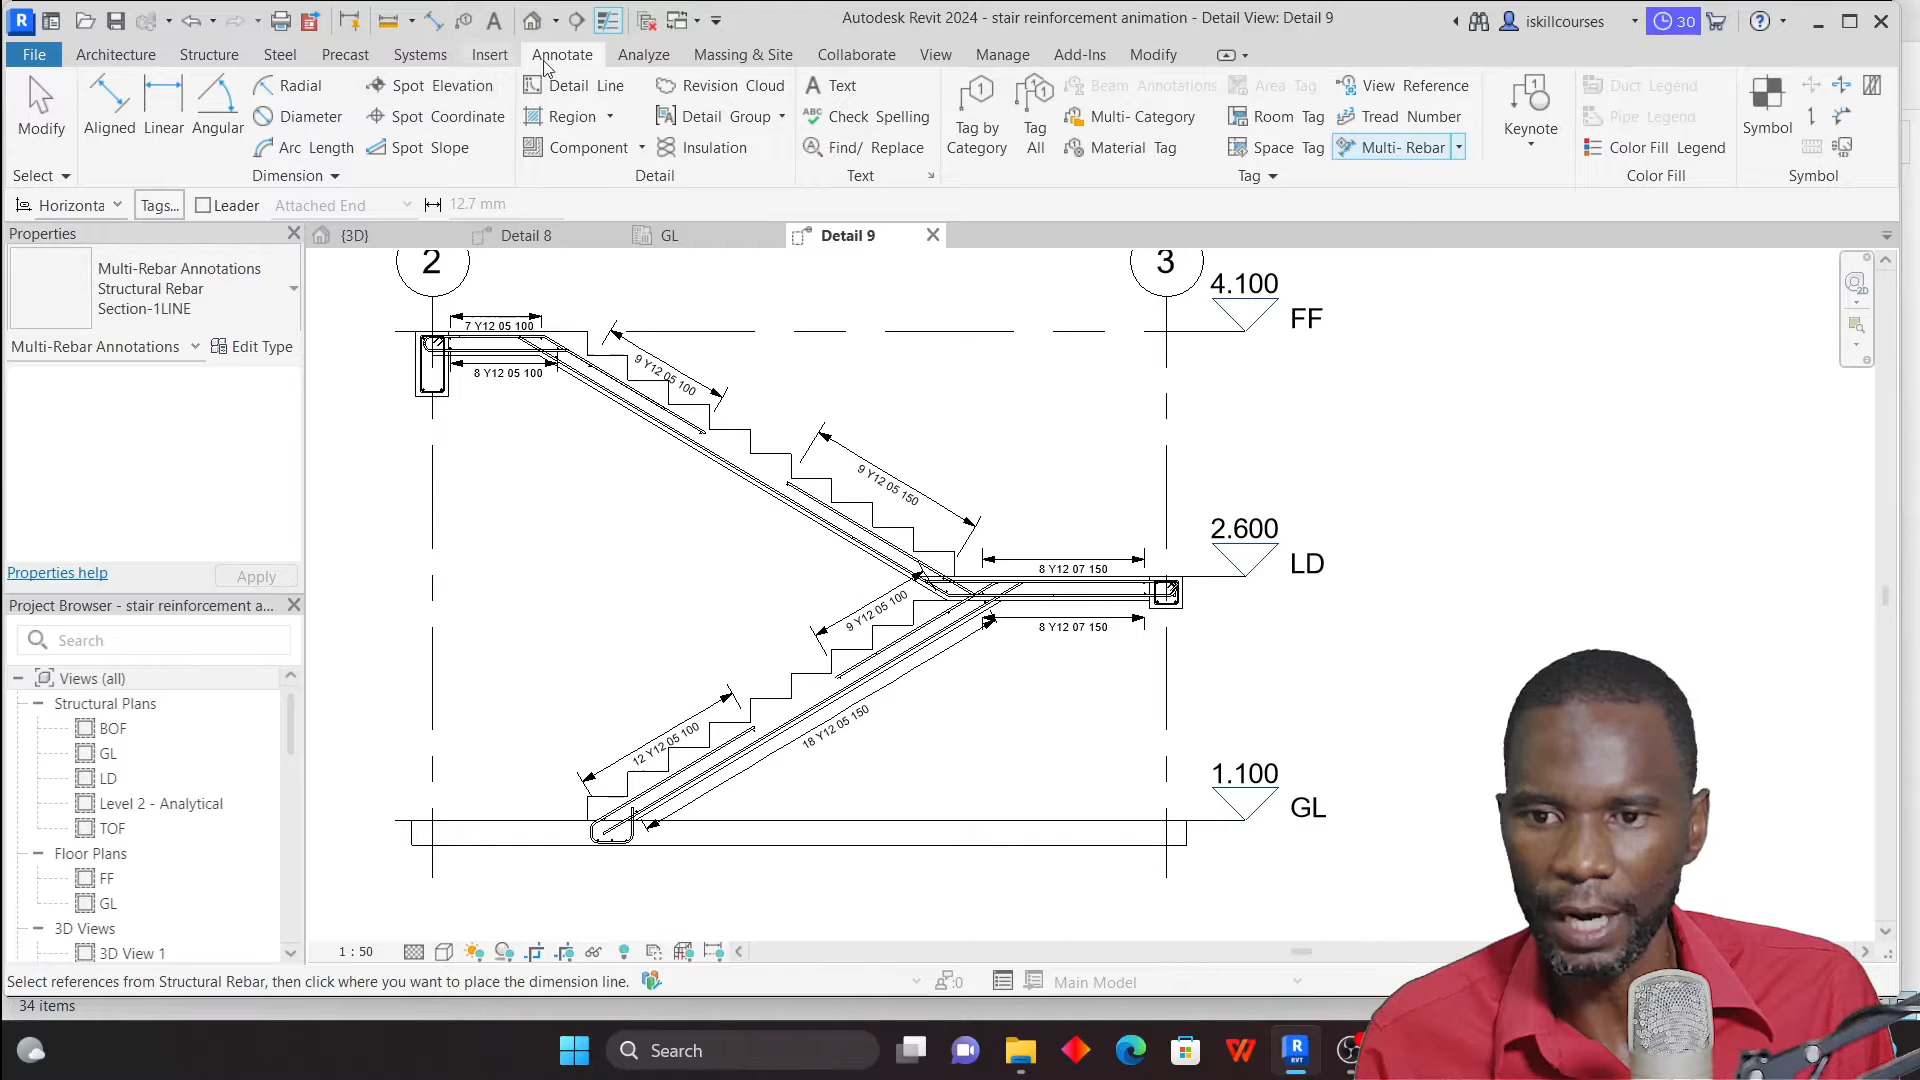 Autodesk Revit 2024 - stair reinforcement animation - Detail View: Detail 9
iskillcourses
30
File Architecture Structure Steel Precast Systems Insert Annotate Analyze Massing & Site Collaborate View Manage Add-Ins Modify
Radial Spot Elevation Detail Line Revision Cloud Text Beam Annotations Area Tag View Reference Duct Legend
Diameter Spot Coordinate Region Detail Group Check Spelling Multi- Category Room Tag Tread Number Pipe Legend
Modify Aligned Linear Angular Tag by Category Tag All Keynote Symbol
Arc Length Spot Slope Component Insulation Find/ Replace Material Tag Space Tag Multi- Rebar Color Fill Legend
Select Dimension Detail Text Tag Color Fill Symbol
Horizonta Tags... Leader Attached End 12.7 mm
Properties
{3D} Detail 8 GL Detail 9
Multi-Rebar Annotations
Structural Rebar
Section-1LINE
Multi-Rebar Annotations Edit Type
Properties help Apply
Project Browser - stair reinforcement a...
Search
Views (all)
Structural Plans
BOF
GL
LD
Level 2 - Analytical
TOF
Floor Plans
FF
GL
3D Views
3D View 1
2 3
4.100
FF
7 Y12 05 100
8 Y12 05 100
9 Y12 05 100
9 Y12 05 150
2.600
LD
8 Y12 07 150
9 Y12 05 100
8 Y12 07 150
12 Y12 05 100
18 Y12 05 150
1.100
GL
1 : 50
Select references from Structural Rebar, then click where you want to place the dimension line.
:0
Main Model
34 items
Search